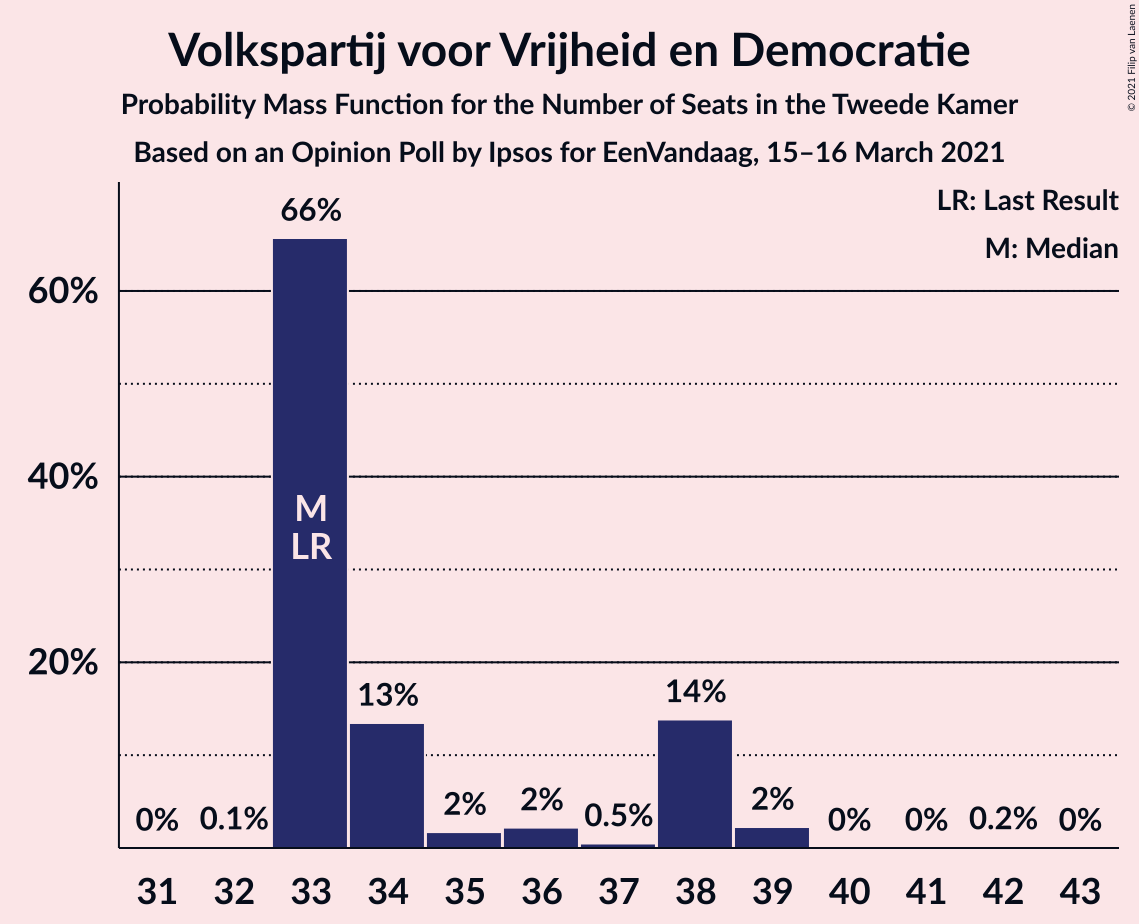 Volkspartij voor Vrijheid en Democratie
Probability Mass Function for the Number of Seats in the Tweede Kamer
Based on an Opinion Poll by Ipsos for EenVandaag, 15–16 March 2021
© 2021 Filip van Laenen
LR: Last Result
M: Median
60%
40%
20%
66%
M
LR
13%
14%
0%
0.1%
2%
2%
0.5%
2%
0%
0%
0.2%
0%
31 32 33 34 35 36 37 38 39 40 41 42 43